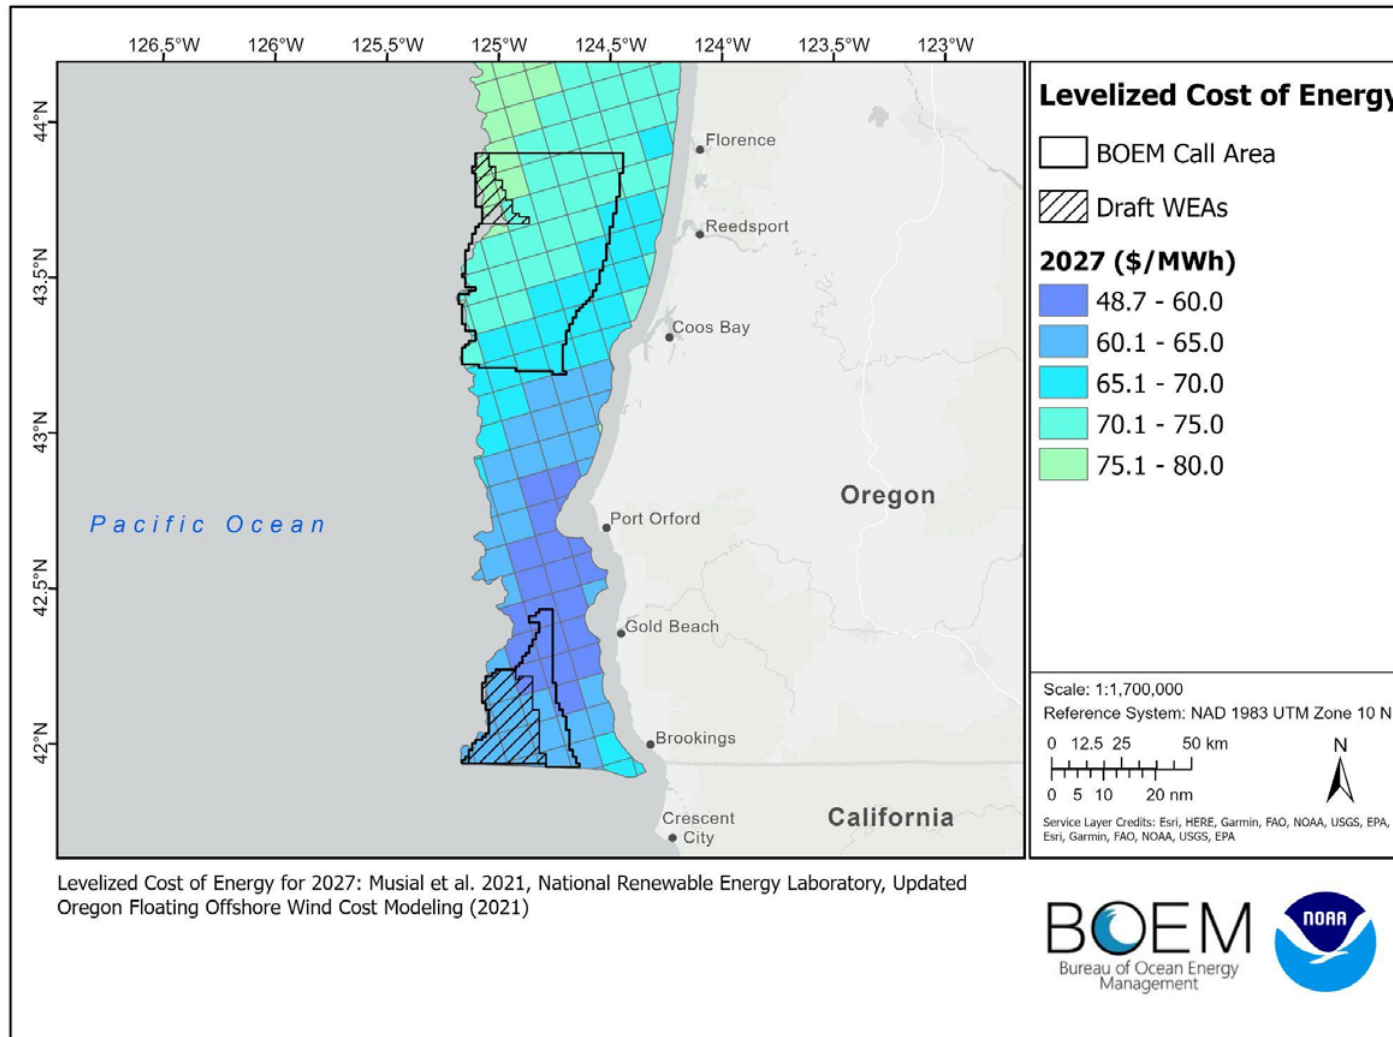 126.5°W 126°W 125.5°W 125°W 124.5°W 124°W 123.5°W 123°W
44°N
43.5°N
43°N
42.5°N
42°N
Florence
Reedsport
Coos Bay
Oregon
Pacific Ocean
Port Orford
Gold Beach
Brookings
California
Crescent
City
Levelized Cost of Energy
BOEM Call Area
Draft WEAs
2027 ($/MWh)
48.7 - 60.0
60.1 - 65.0
65.1 - 70.0
70.1 - 75.0
75.1 - 80.0
Scale: 1:1,700,000
Reference System: NAD 1983 UTM Zone 10 N
0 12.5 25 50 km
N
0 5 10 20 nm
Service Layer Credits: Esri, HERE, Garmin, FAO, NOAA, USGS, EPA,
Esri, Garmin, FAO, NOAA, USGS, EPA
Levelized Cost of Energy for 2027: Musial et al. 2021, National Renewable Energy Laboratory, Updated
Oregon Floating Offshore Wind Cost Modeling (2021)
BOEM
Bureau of Ocean Energy
Management
NOAA